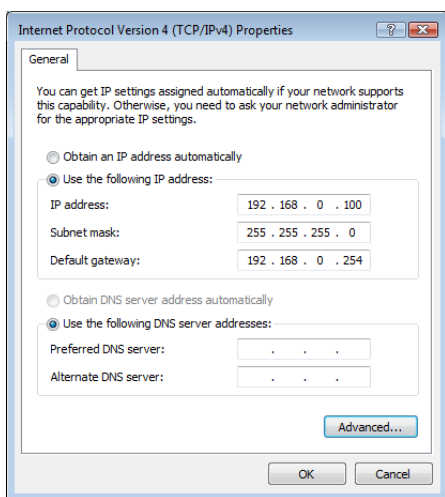 Internet Protocol Version 4 (TCP/IPv4) Properties
General
You can get IP settings assigned automatically if your network supports
this capability. Otherwise, you need to ask your network administrator
for the appropriate IP settings.
Obtain an IP address automatically
Use the following IP address:
IP address: 192 . 168 . 0 . 100
Subnet mask: 255 . 255 . 255 . 0
Default gateway: 192 . 168 . 0 . 254
Obtain DNS server address automatically
Use the following DNS server addresses:
Preferred DNS server: . . .
Alternate DNS server: . . .
Advanced...
OK Cancel